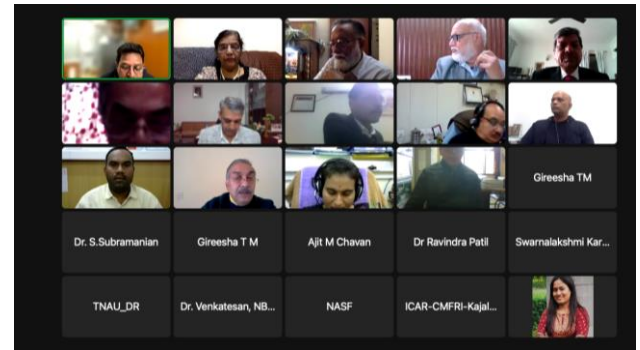 Gireesha TM
Dr. S.Subramanian
Gireesha T M
Ajit M Chavan
Dr Ravindra Patil
Swarnalakshmi Kar...
TNAU_DR
Dr. Venkatesan, NB...
NASF
ICAR-CMFRI-Kajal...